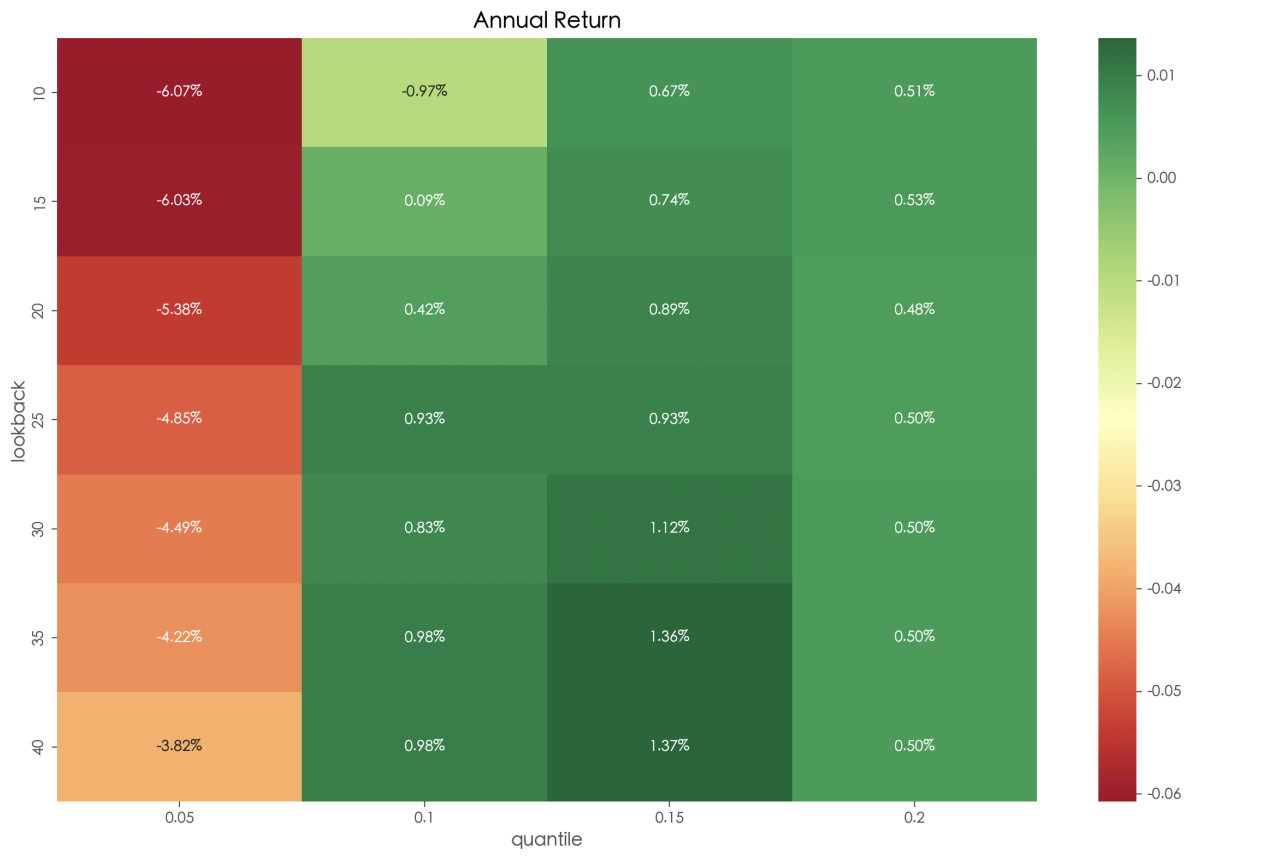 Annual Return
10 -6.07% -0.97% 0.67% 0.51% 0.01
15 -6.03% 0.09% 0.74% 0.53% 0.00
20 -5.38% 0.42% 0.89% 0.48% -0.01
25 -4.85% 0.93% 0.93% 0.50% -0.02
30 -4.49% 0.83% 1.12% 0.50% -0.03
35 -4.22% 0.98% 1.36% 0.50% -0.04
40 -3.82% 0.98% 1.37% 0.50% -0.05
-0.06
lookback
0.05 0.1 0.15 0.2
quantile